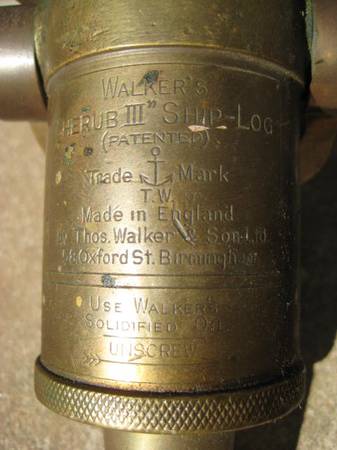 WALKER'S
"CHERUB III" SHIP-LOG
(PATENTED)
Trade Mark
T.W.
Made in England
by Thos. Walker & Son Ltd
58 Oxford St. Birmingham
USE WALKER'S
SOLIDIFIED OIL
UNSCREW